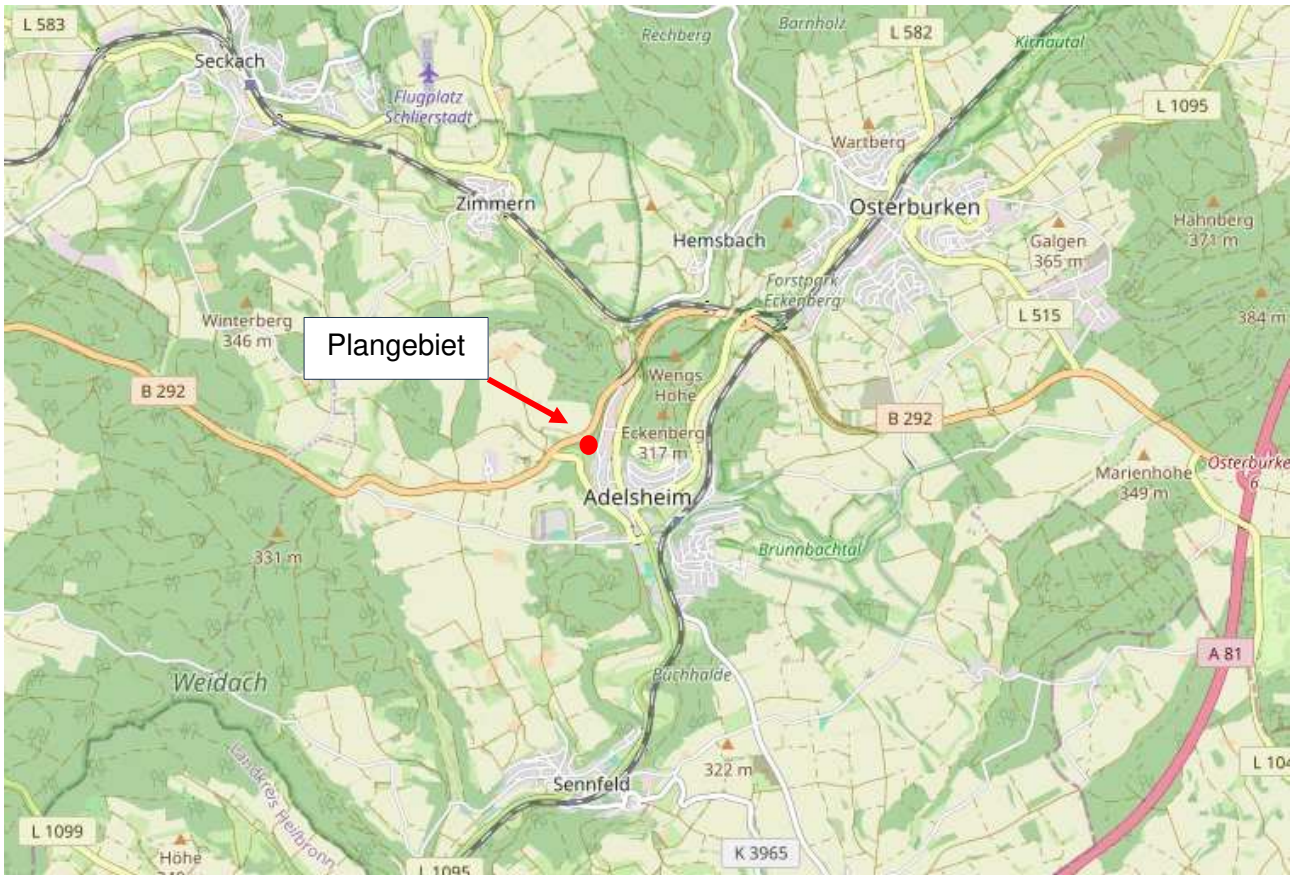 L 583
Rechberg
Barnholz
L 582
Kirnautal
Seckach
Flugplatz
Schlierstadt
L 1095
Wartberg
Zimmern
Osterburken
Hahnberg
371 m
Hemsbach
Galgen
365 m
Forstpark
Eckenberg
Winterberg
346 m
L 515
384 m
Plangebiet
Wengs
Höhe
B 292
B 292
Eckenberg
317 m
Marienhöhe
349 m
Osterburke
6
Adelsheim
331 m
Brunnbachtal
A 81
Weidach
Buchhalde
Landkreis Heilbronn
322 m
L 104
Sennfeld
L 1099
Höhe
K 3965
L 1095